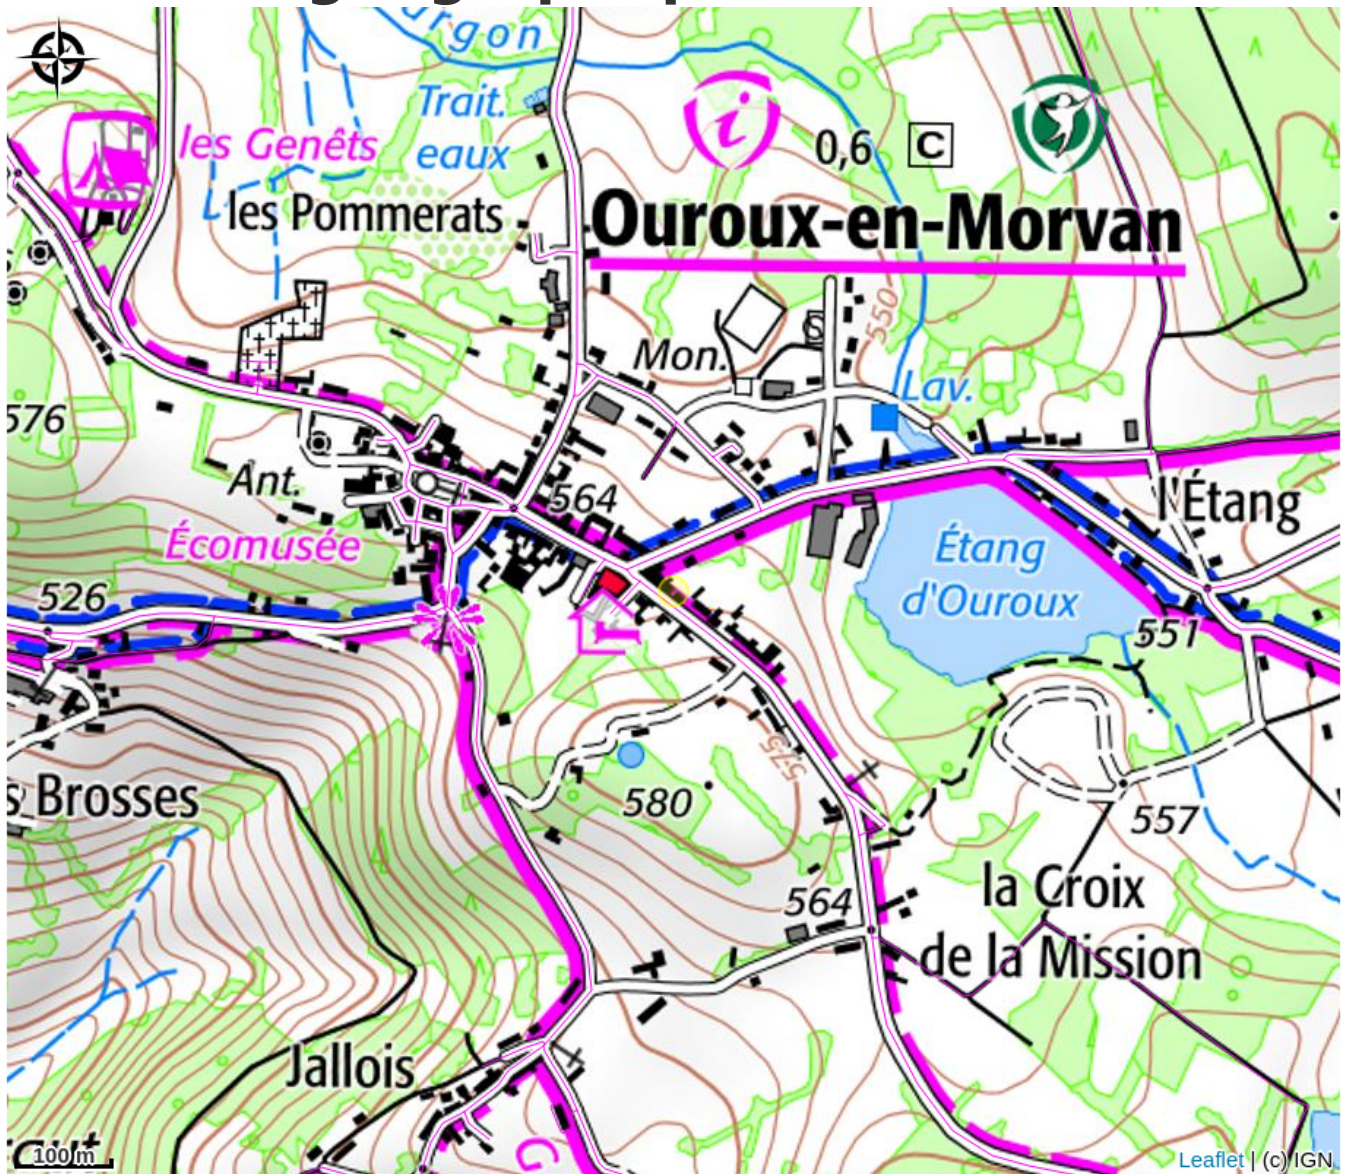 Trait.
eaux
les Genêts
0,6 C
les Pommerats
Ouroux-en-Morvan
550
Mon.
Lav.
576
Ant.
564
l'Étang
Écomusée
Étang
d'Ouroux
526
551
575
s Brosses
580
557
la Croix
564
de la Mission
Jallois
G
100 m
Leaflet | (c) IGN